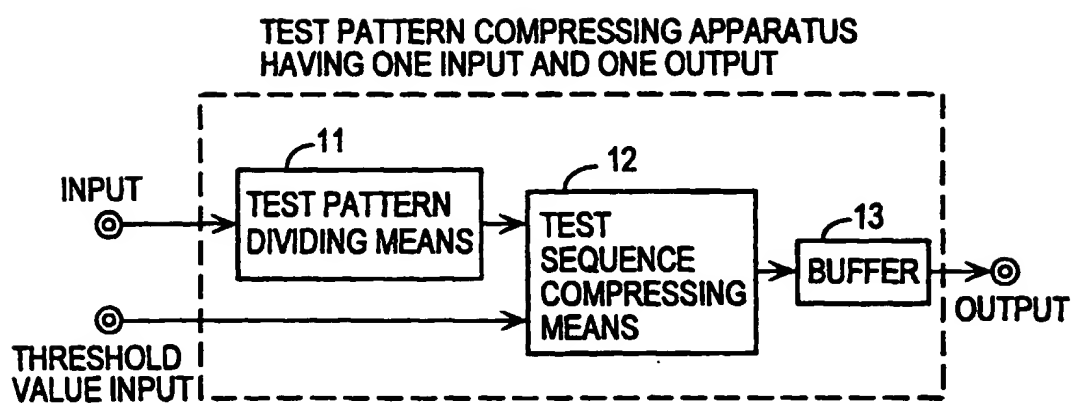 TEST PATTERN COMPRESSING APPARATUS
HAVING ONE INPUT AND ONE OUTPUT
11
12
13
INPUT
TEST PATTERN
DIVIDING MEANS
TEST
SEQUENCE
COMPRESSING
MEANS
BUFFER
OUTPUT
THRESHOLD
VALUE INPUT